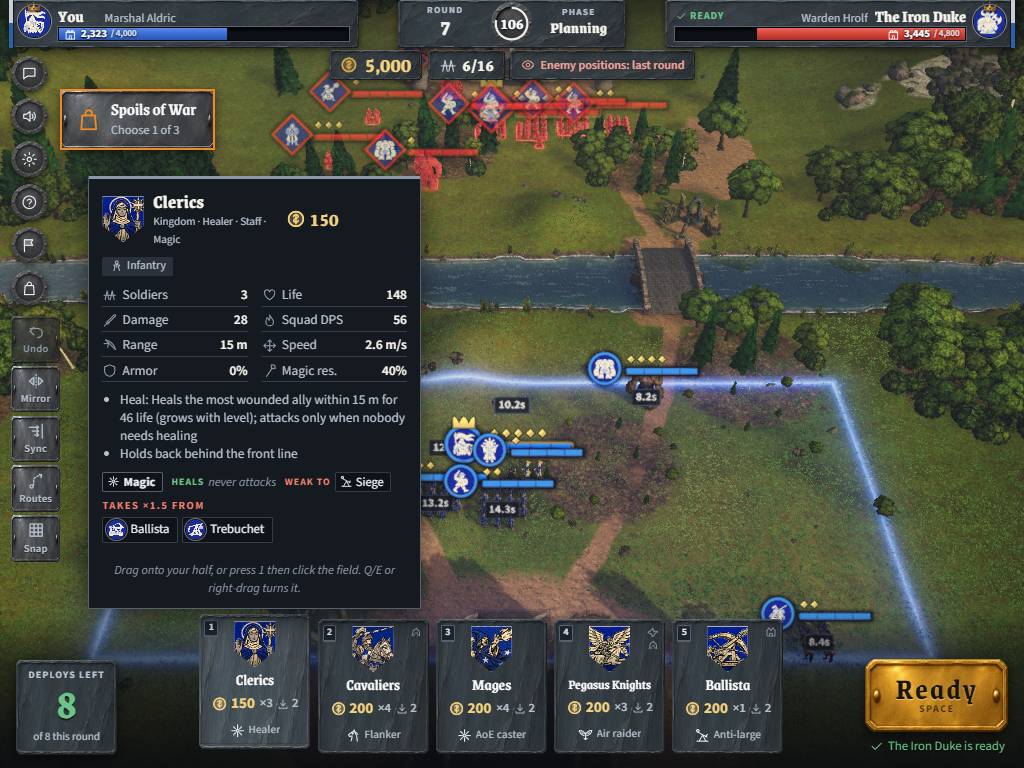 You Marshal Aldric
2,323 / 4,000
ROUND
7
106
PHASE
Planning
READY
Warden Hrolf The Iron Duke
3,445 / 4,800
5,000
6/16
Enemy positions: last round
Spoils of War
Choose 1 of 3
Clerics
Kingdom · Healer · Staff ·
Magic
150
Infantry
Soldiers 3
Life 148
Damage 28
Squad DPS 56
Range 15 m
Speed 2.6 m/s
Armor 0%
Magic res. 40%
• Heal: Heals the most wounded ally within 15 m for
46 life (grows with level); attacks only when nobody
needs healing
• Holds back behind the front line
Magic HEALS never attacks WEAK TO Siege
TAKES ×1.5 FROM
Ballista Trebuchet
Drag onto your half, or press 1 then click the field. Q/E or
right-drag turns it.
Undo
Mirror
Sync
Routes
Snap
8.2s
10.2s
13.2s
14.3s
8.4s
DEPLOYS LEFT
8
of 8 this round
1
Clerics
150 ×3 2
Healer
2
Cavaliers
200 ×4 2
Flanker
3
Mages
200 ×4 2
AoE caster
4
Pegasus Knights
200 ×3 2
Air raider
5
Ballista
200 ×1 2
Anti-large
Ready
SPACE
The Iron Duke is ready